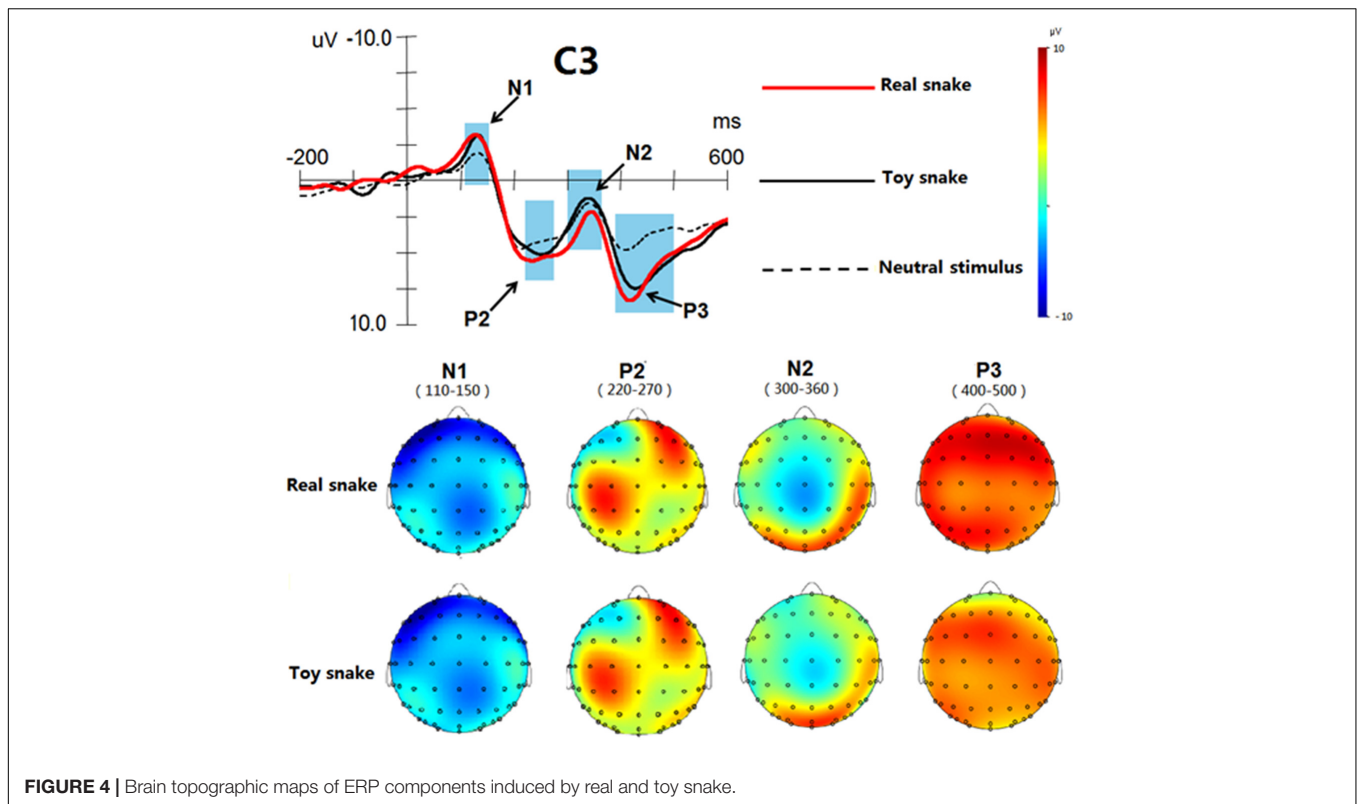 uV -10.0
C3
N1
Real snake
ms
-200
N2
600
Toy snake
Neutral stimulus
P2
P3
10.0
μV
10
-10
N1 P2 N2 P3
(110-150) (220-270) (300-360) (400-500)
Real snake
Toy snake
FIGURE 4 | Brain topographic maps of ERP components induced by real and toy snake.